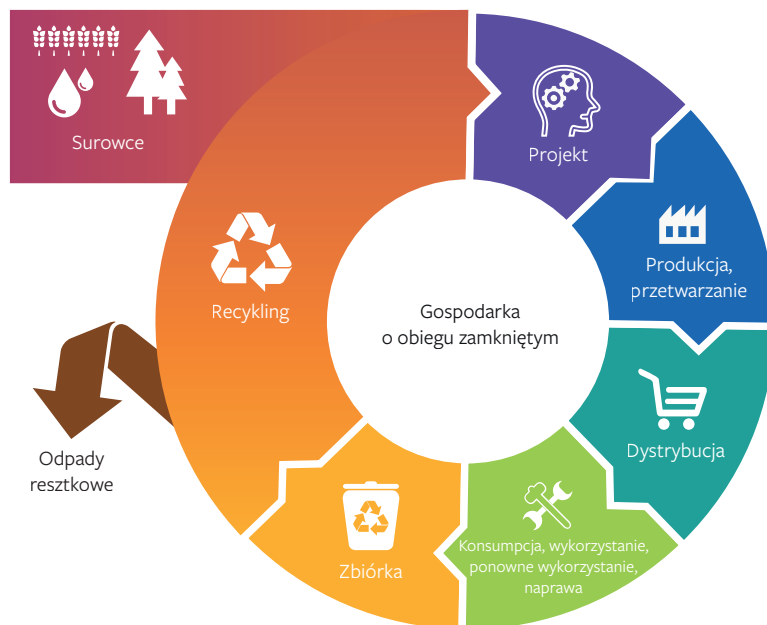 Surowce
Projekt
Produkcja,
przetwarzanie
Recykling
Gospodarka
o obiegu zamkniętym
Dystrybucja
Odpady
resztkowe
Konsumpcja, wykorzystanie,
ponowne wykorzystanie,
naprawa
Zbiórka